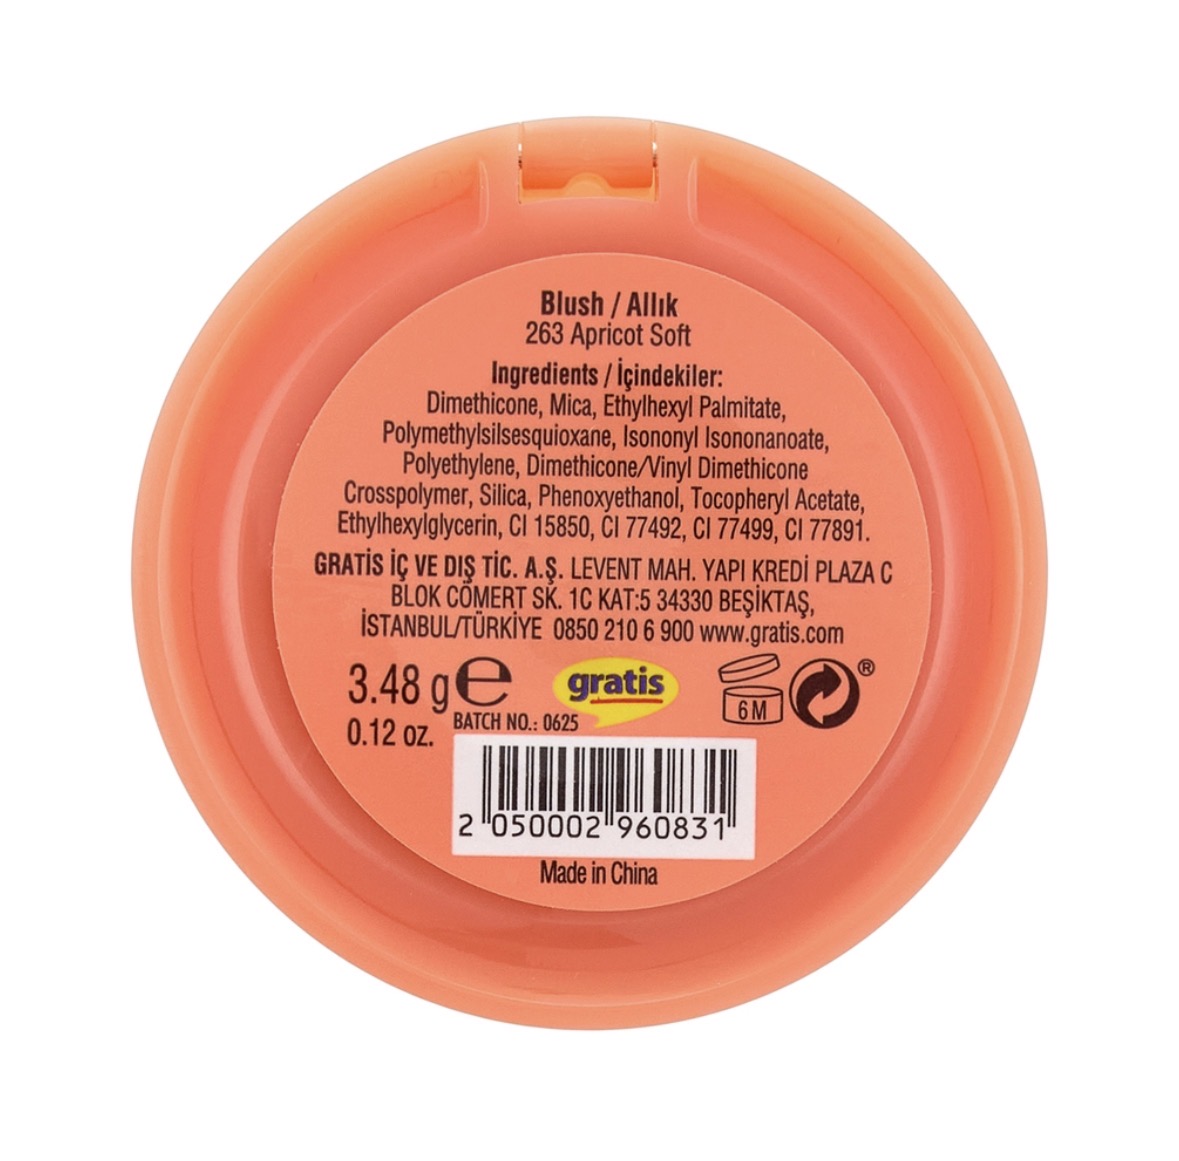 Blush / Allık
263 Apricot Soft
Ingredients / İçindekiler:
Dimethicone, Mica, Ethylhexyl Palmitate,
Polymethylsilsesquioxane, Isononyl Isononanoate,
Polyethylene, Dimethicone/Vinyl Dimethicone
Crosspolymer, Silica, Phenoxyethanol, Tocopheryl Acetate,
Ethylhexylglycerin, CI 15850, CI 77492, CI 77499, CI 77891.
GRATİS İÇ VE DIŞ TİC. A.Ş. LEVENT MAH. YAPI KREDİ PLAZA C
BLOK CÖMERT SK. 1C KAT:5 34330 BEŞİKTAŞ,
İSTANBUL/TÜRKİYE 0850 210 6 900 www.gratis.com
3.48 g e gratis 6 M ®
0.12 oz. BATCH NO.: 0625
2 050002 960831
Made in China